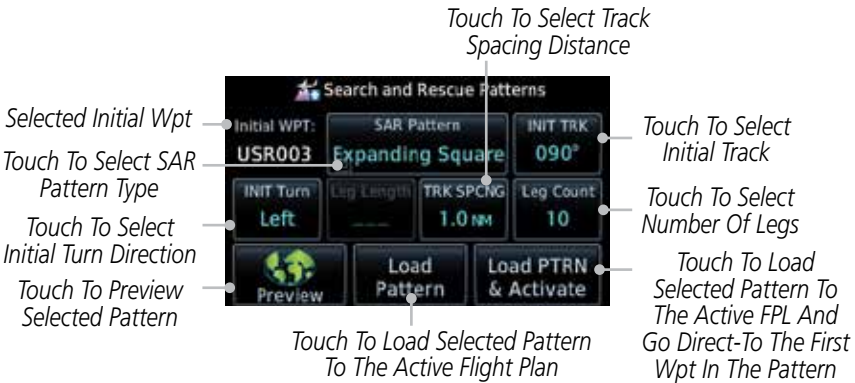 Touch To Select Track
Spacing Distance
Search and Rescue Patterns
Selected Initial Wpt
Initial WPT:
USR003
SAR Pattern
Expanding Square
INIT TRK
090°
Touch To Select
Initial Track
Touch To Select SAR
Pattern Type
INIT Turn
Left
Leg Length
___
TRK SPCNG
1.0 NM
Leg Count
10
Touch To Select
Number Of Legs
Touch To Select
Initial Turn Direction
Preview
Load
Pattern
Load PTRN
& Activate
Touch To Preview
Selected Pattern
Touch To Load
Selected Pattern To
The Active FPL And
Go Direct-To The First
Wpt In The Pattern
Touch To Load Selected Pattern
To The Active Flight Plan